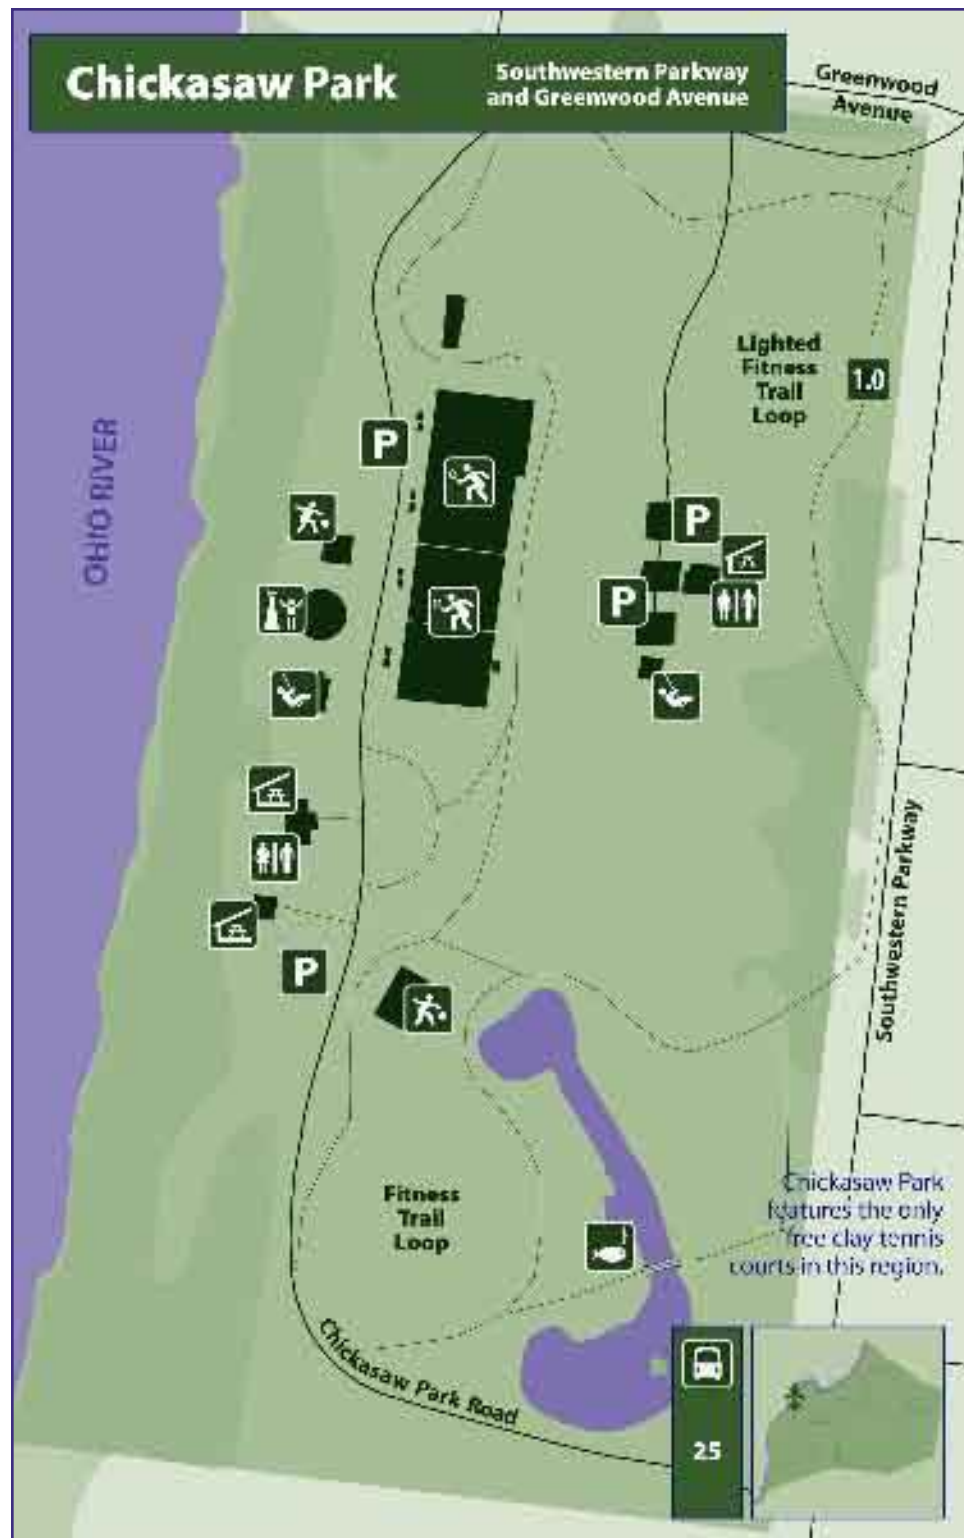 Chickasaw Park
Southwestern Parkway
and Greenwood Avenue
Greenwood
Avenue
Lighted
Fitness
Trail
Loop
1.0
P
OHIO RIVER
P
P
Southwestern Parkway
P
Fitness
Trail
Loop
Chickasaw Park
features the only
free clay tennis
courts in this region.
Chickasaw Park Road
25